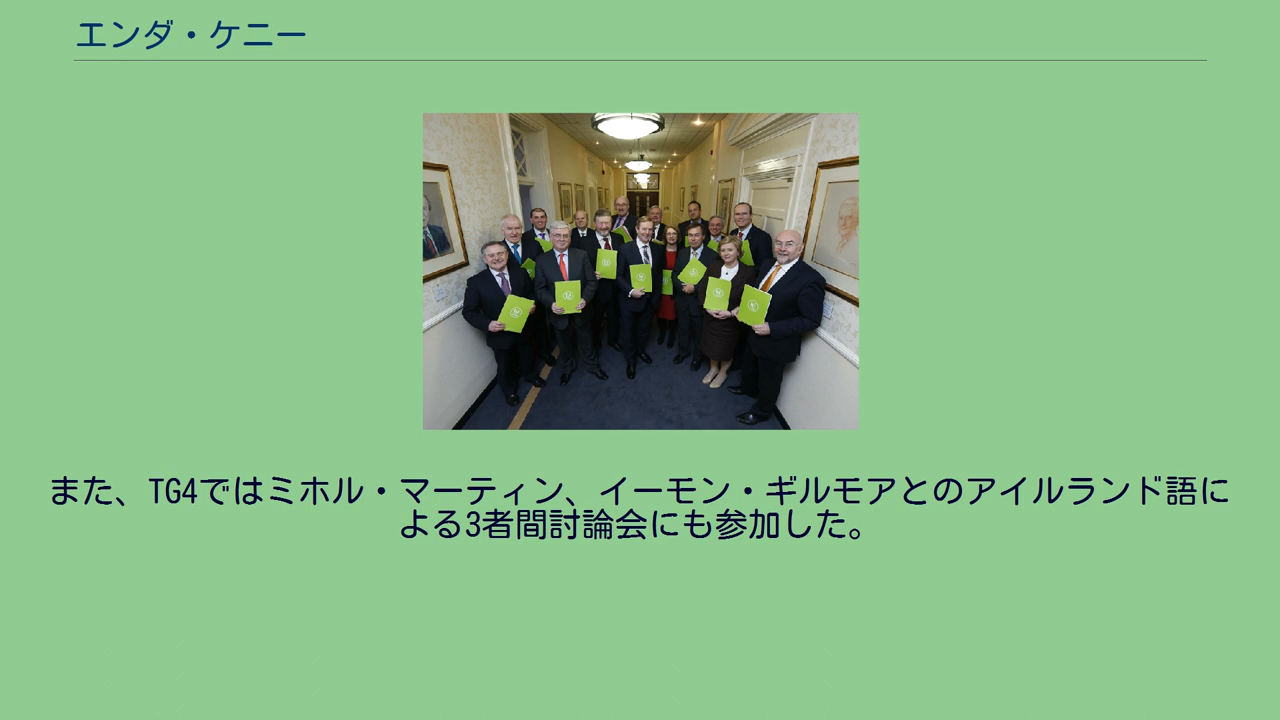 エンダ・ケニー
また、TG4ではミホル・マーティン、イーモン・ギルモアとのアイルランド語に
よる3者間討論会にも参加した。